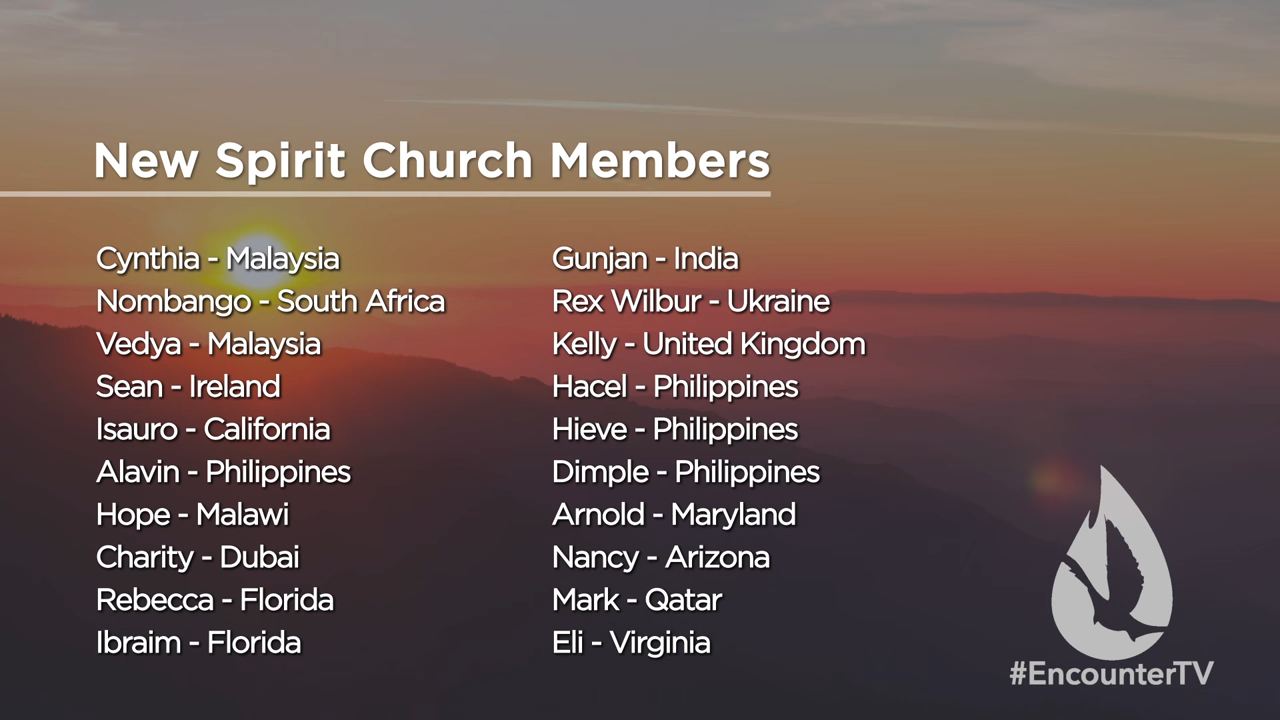 New Spirit Church Members
Cynthia - Malaysia
Nombango - South Africa
Vedya - Malaysia
Sean - Ireland
Isauro - California
Alavin - Philippines
Hope - Malawi
Charity - Dubai
Rebecca - Florida
Ibraim - Florida
Gunjan - India
Rex Wilbur - Ukraine
Kelly - United Kingdom
Hacel - Philippines
Hieve - Philippines
Dimple - Philippines
Arnold - Maryland
Nancy - Arizona
Mark - Qatar
Eli - Virginia
#EncounterTV